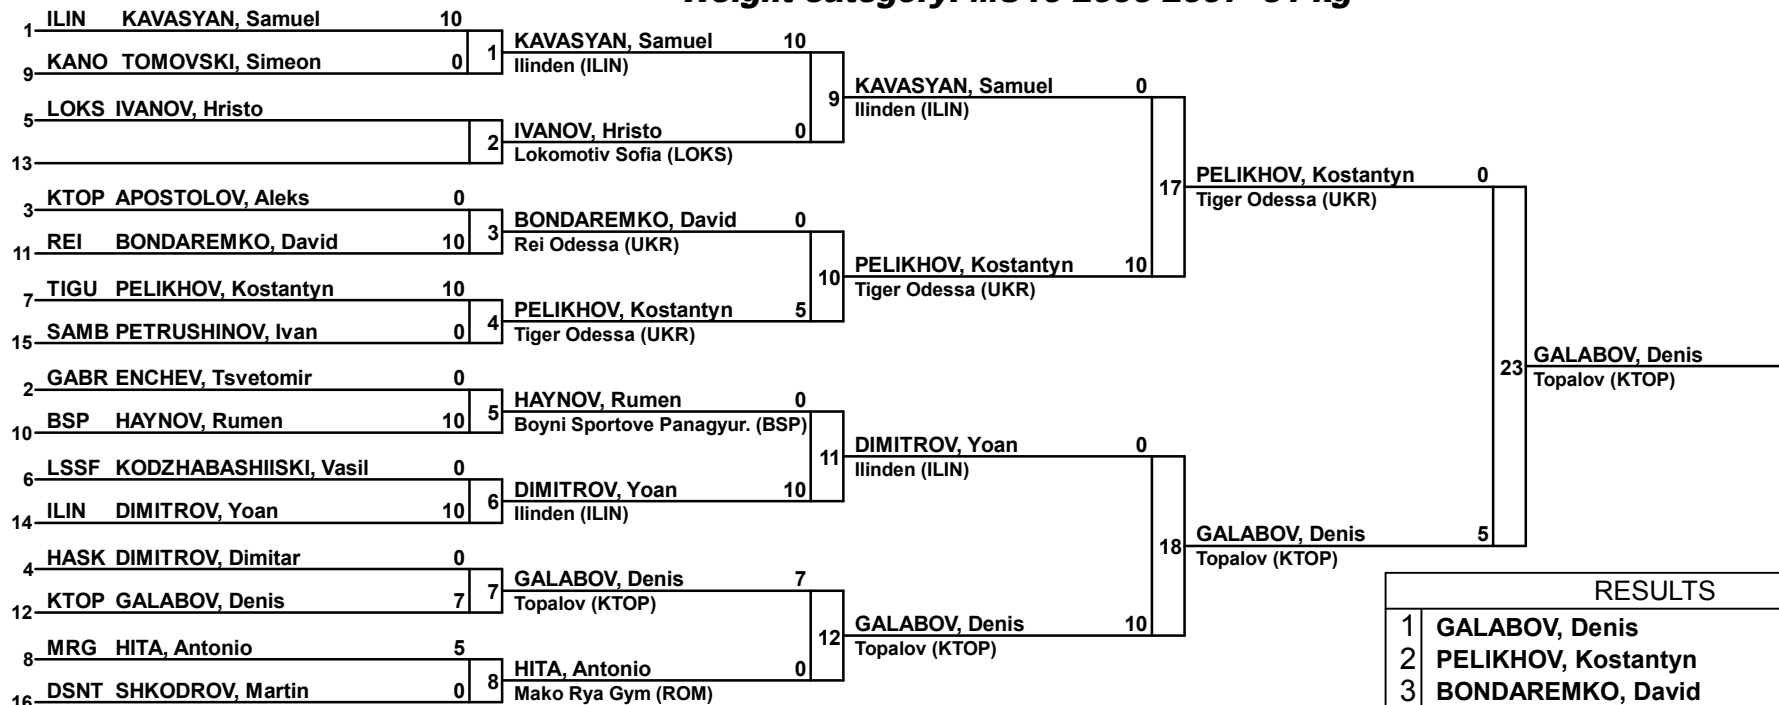 Weight category: kg
1 ILIN KAVASYAN, Samuel 10
9 KANO TOMOVSKI, Simeon 0
5 LOKS IVANOV, Hristo
13
3 KTOP APOSTOLOV, Aleks 0
11 REI BONDAREMKO, David 10
7 TIGU PELIKHOV, Kostantyn 10
15 SAMB PETRUSHINOV, Ivan 0
2 GABR ENCHEV, Tsvetomir 0
10 BSP HAYNOV, Rumen 10
6 LSSF KODZHABASHIISKI, Vasil 0
14 ILIN DIMITROV, Yoan 10
4 HASK DIMITROV, Dimitar 0
12 KTOP GALABOV, Denis 7
8 MRG HITA, Antonio 5
16 DSNT SHKODROV, Martin 0
1 KAVASYAN, Samuel 10
Ilinden (ILIN)
2 IVANOV, Hristo 0
Lokomotiv Sofia (LOKS)
3 BONDAREMKO, David 0
Rei Odessa (UKR)
4 PELIKHOV, Kostantyn 5
Tiger Odessa (UKR)
5 HAYNOV, Rumen 0
Boyni Sportove Panagyur. (BSP)
6 DIMITROV, Yoan 10
Ilinden (ILIN)
7 GALABOV, Denis 7
Topalov (KTOP)
8 HITA, Antonio 0
Mako Rya Gym (ROM)
9 KAVASYAN, Samuel 0
Ilinden (ILIN)
10 PELIKHOV, Kostantyn 10
Tiger Odessa (UKR)
11 DIMITROV, Yoan 0
Ilinden (ILIN)
12 GALABOV, Denis 10
Topalov (KTOP)
17 PELIKHOV, Kostantyn 0
Tiger Odessa (UKR)
18 GALABOV, Denis 5
Topalov (KTOP)
23 GALABOV, Denis
Topalov (KTOP)
RESULTS
1 GALABOV, Denis
2 PELIKHOV, Kostantyn
3 BONDAREMKO, David